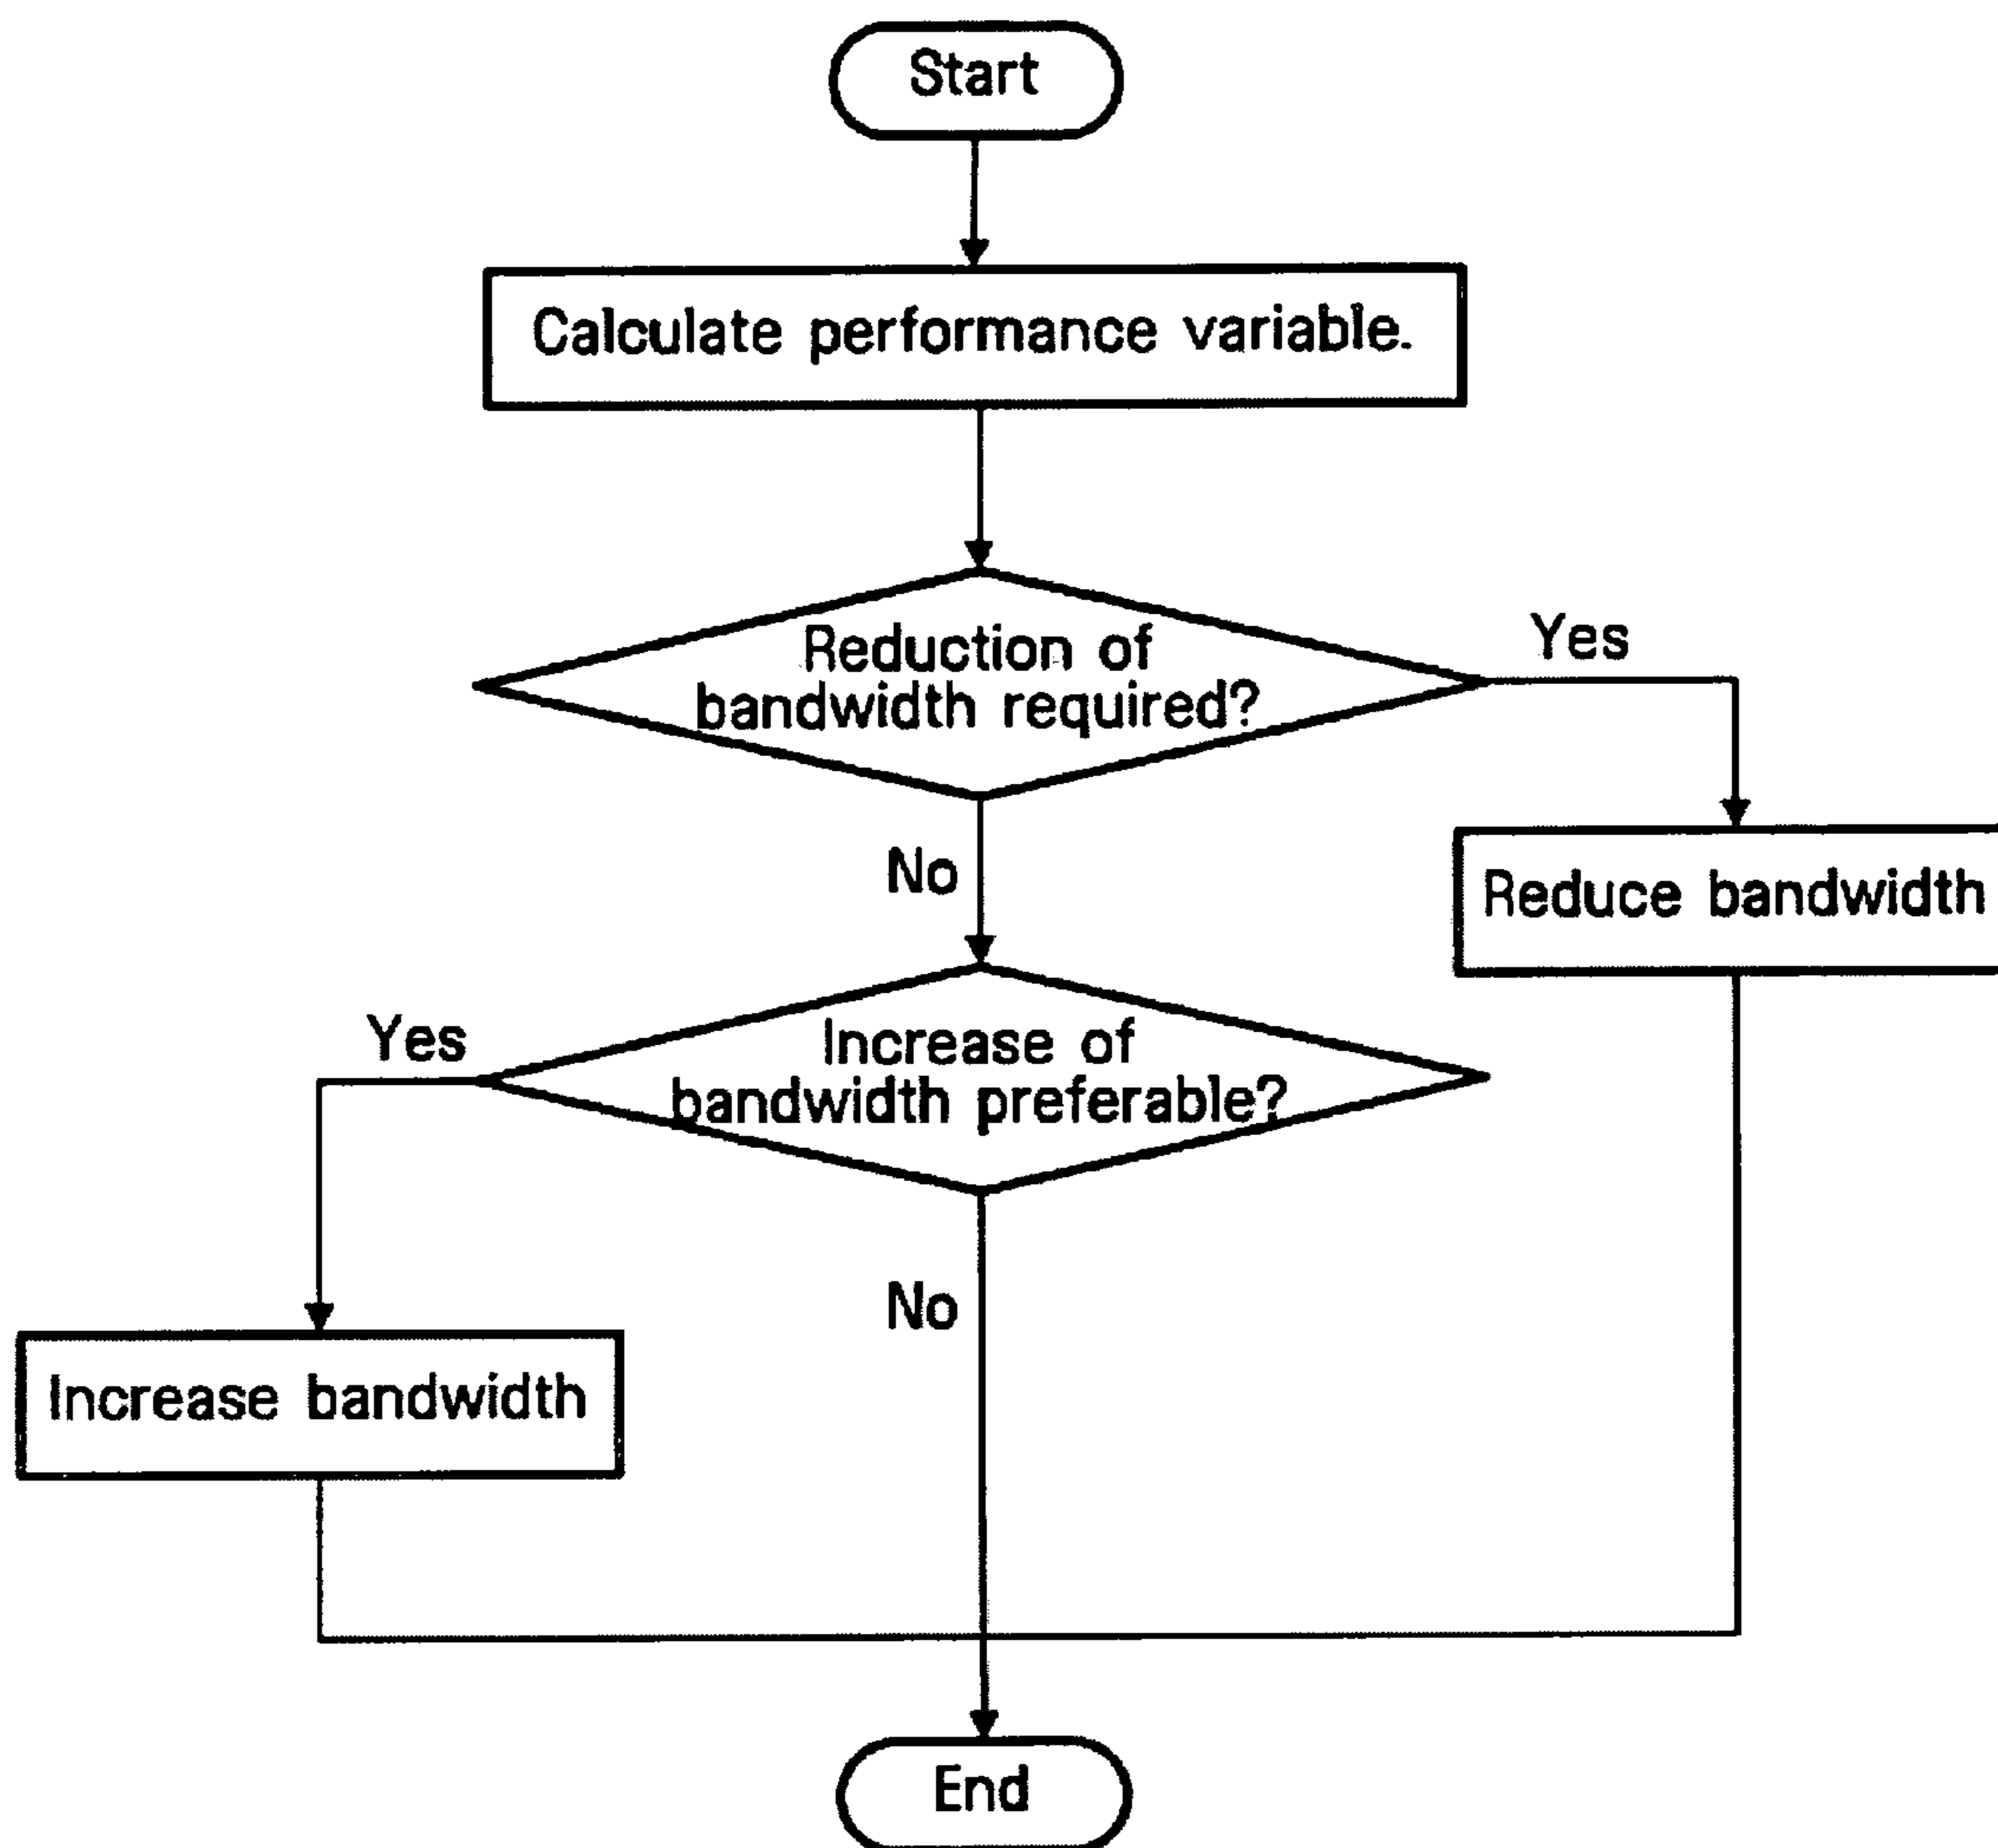 Start
Calculate performance variable.
Reduction of
bandwidth required?
Yes
No
Reduce bandwidth
Increase of
bandwidth preferable?
Yes
No
Increase bandwidth
End